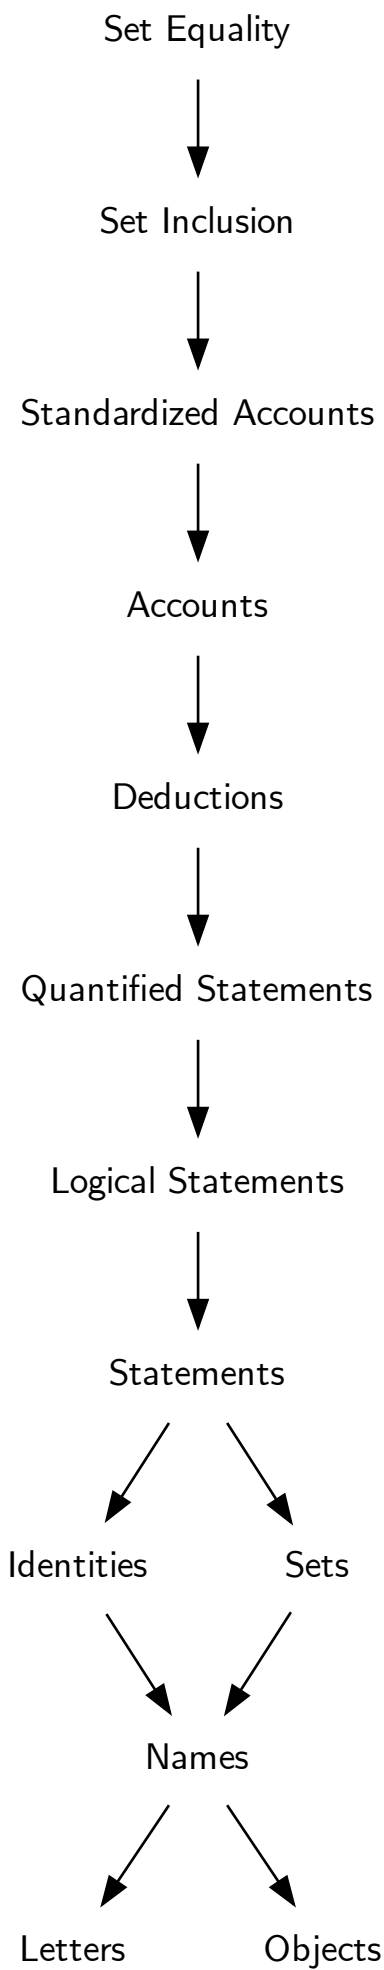 Set Equality
Set Inclusion
Standardized Accounts
Accounts
Deductions
Quantified Statements
Logical Statements
Statements
Identities
Sets
Names
Letters
Objects